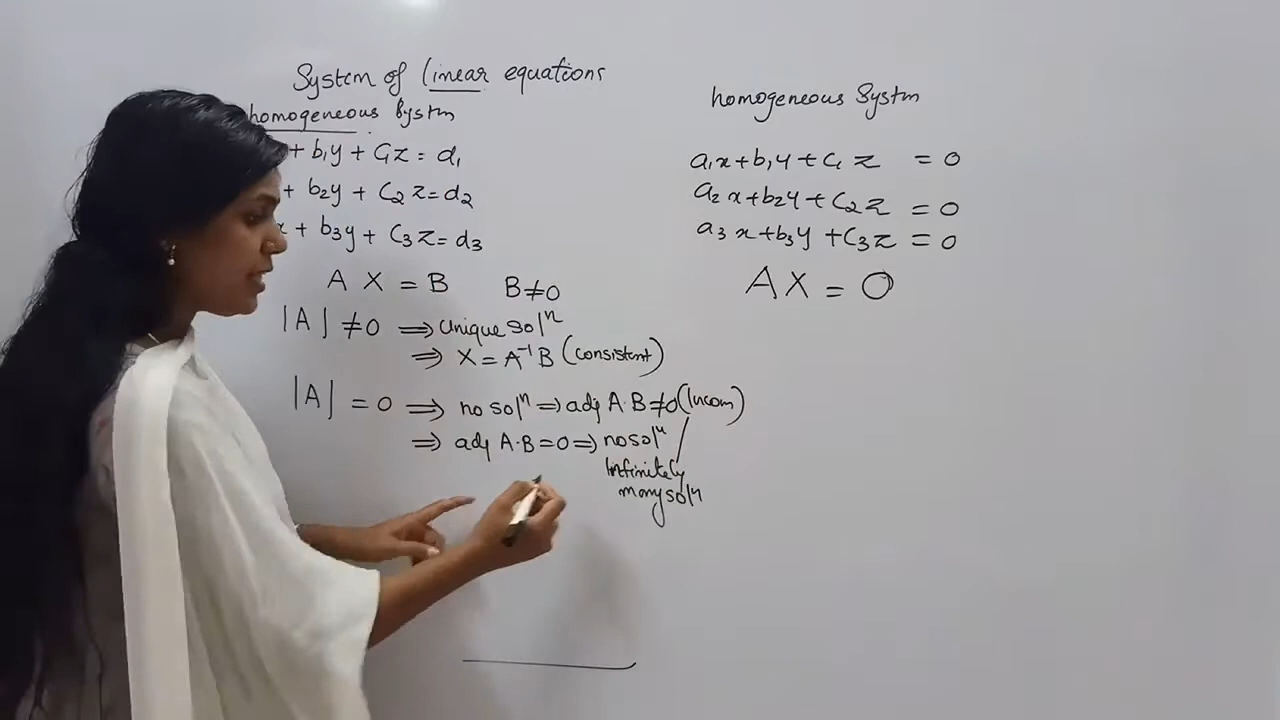 System of linear equations
homogeneous System
+ b1y + C1z = d1
+ b2y + C2z = d2
x + b3y + C3z = d3
A X = B B≠0
|A| ≠ 0 ⇒ unique solⁿ
⇒ X = A⁻¹B (consistent)
|A| = 0 ⇒ no solⁿ ⇒ adj A·B ≠ 0 (Incon)
⇒ adj A·B = 0 ⇒ no solⁿ /
Infinitely
many solⁿ
homogeneous Systm
a1x + b1y + C1z = 0
a2x + b2y + C2z = 0
a3x + b3y + C3z = 0
AX = O